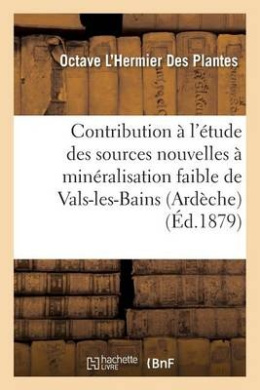 Octave L'Hermier Des Plantes
Contribution à l'étude des sources nouvelles à
minéralisation faible de
Vals-les-Bains (Ardèche)
(Éd.1879)
hachette
LIVRE
{BnF